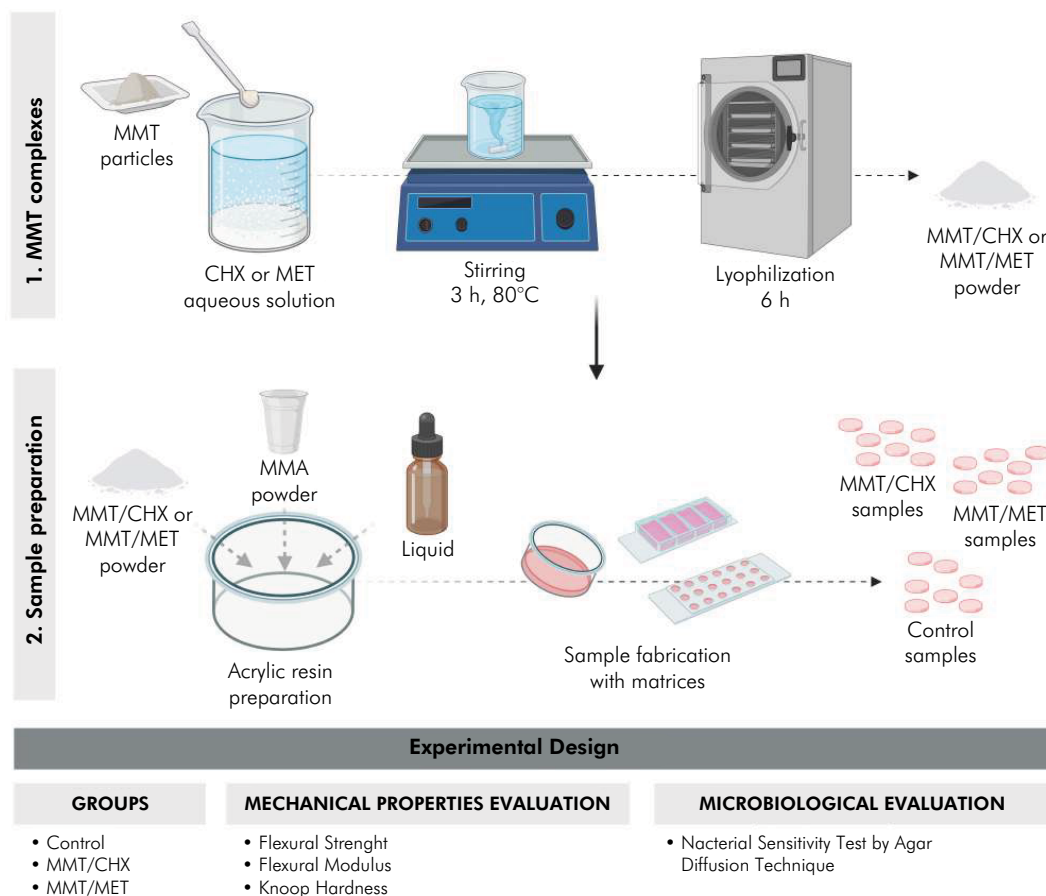 1. MMT complexes
MMT
particles
CHX or MET
aqueous solution
Stirring
3 h, 80°C
Lyophilization
6 h
MMT/CHX or
MMT/MET
powder
2. Sample preparation
MMT/CHX or
MMT/MET
powder
MMA
powder
Liquid
Acrylic resin
preparation
Sample fabrication
with matrices
MMT/CHX
samples
MMT/MET
samples
Control
samples
Experimental Design
GROUPS
• Control
• MMT/CHX
• MMT/MET
MECHANICAL PROPERTIES EVALUATION
• Flexural Strenght
• Flexural Modulus
• Knoop Hardness
MICROBIOLOGICAL EVALUATION
• Nacterial Sensitivity Test by Agar
Diffusion Technique